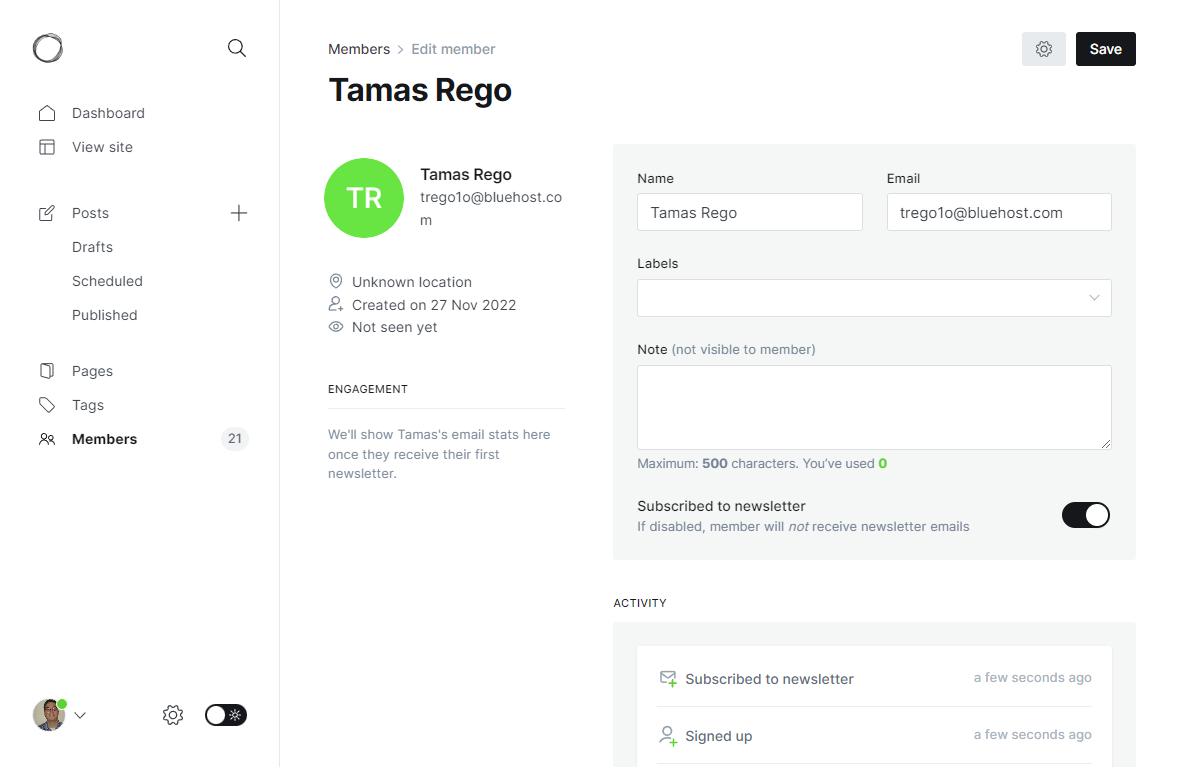 Members > Edit member
Save
Tamas Rego
Dashboard
View site
Posts
Drafts
Scheduled
Published
Pages
Tags
Members 21
TR
Tamas Rego
trego1o@bluehost.co
m
Unknown location
Created on 27 Nov 2022
Not seen yet
ENGAGEMENT
We'll show Tamas's email stats here
once they receive their first
newsletter.
Name
Tamas Rego
Email
trego1o@bluehost.com
Labels
Note (not visible to member)
Maximum: 500 characters. You've used 0
Subscribed to newsletter
If disabled, member will not receive newsletter emails
ACTIVITY
Subscribed to newsletter a few seconds ago
Signed up a few seconds ago